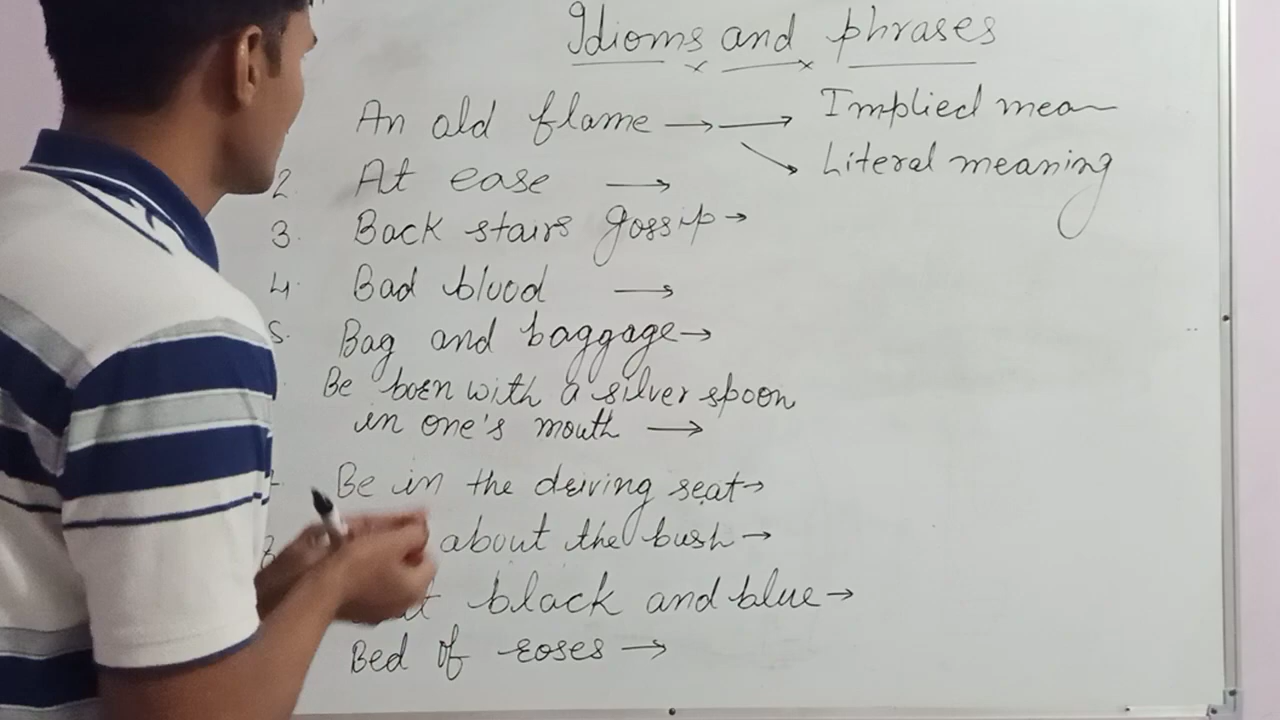 Idioms and phrases
An old flame → → Implied mea
2. At ease → Literal meaning
3. Back stairs gossip →
4. Bad blood →
5. Bag and baggage →
Be born with a silver spoon
in one's mouth →
Be in the driving seat →
about the bush →
black and blue →
Bed of roses →